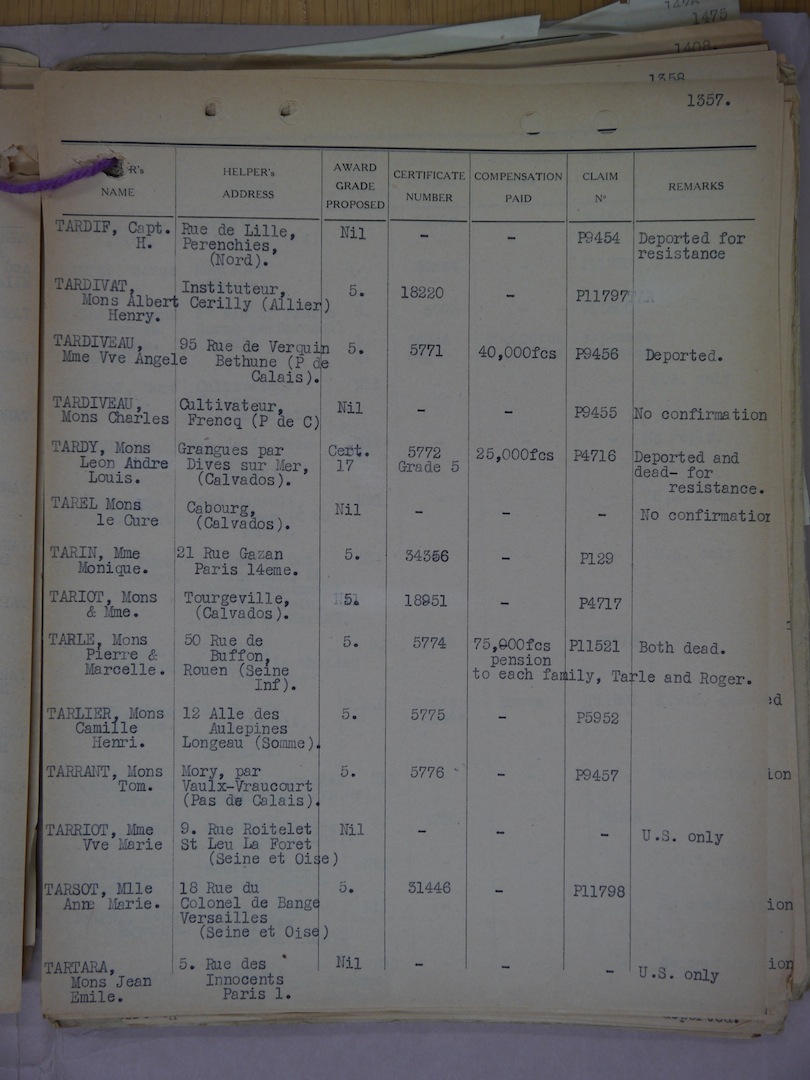 1475
1408.
1358
1357.
R's NAME
HELPER's ADDRESS
AWARD GRADE PROPOSED
CERTIFICATE NUMBER
COMPENSATION PAID
CLAIM Nº
REMARKS
TARDIF, Capt. Rue de Lille, Nil - - P9454 Deported for
H. Perenchies, resistance
(Nord).
TARDIVAT, Instituteur, 5. 18220 - P11797
Mons Albert Cerilly (Allier)
Henry.
TARDIVEAU, 95 Rue de Verquin 5. 5771 40,000fcs P9456 Deported.
Mme Vve Angele Bethune (P de
Calais).
TARDIVEAU, Cultivateur, Nil - - P9455 No confirmation
Mons Charles Frencq (P de C)
TARDY, Mons Grangues par Cert. 5772 25,000fcs P4716 Deported and
Leon Andre Dives sur Mer, 17 Grade 5 dead- for
Louis. (Calvados). resistance.
TAREL Mons Cabourg, Nil - - - No confirmation
le Cure (Calvados).
TARIN, Mme 21 Rue Gazan 5. 34356 - P129
Monique. Paris 14eme.
TARIOT, Mons Tourgeville, 5. 18951 - P4717
& Mme. (Calvados).
TARLE, Mons 50 Rue de 5. 5774 75,000fcs P11521 Both dead.
Pierre & Buffon, pension
Marcelle. Rouen (Seine to each family, Tarle and Roger.
Inf).
TARLIER, Mons 12 Alle des 5. 5775 - P5952
Camille Aulepines
Henri. Longeau (Somme).
TARRANT, Mons Mory, par 5. 5776 - P9457
Tom. Vaulx-Vraucourt
(Pas de Calais).
TARRIOT, Mme 9. Rue Roitelet Nil - - - U.S. only
Vve Marie St Leu La Foret
(Seine et Oise)
TARSOT, Mlle 18 Rue du 5. 31446 - P11798
Anne Marie. Colonel de Bange
Versailles
(Seine et Oise)
TARTARA, 5. Rue des Nil - - - U.S. only
Mons Jean Innocents
Emile. Paris 1.